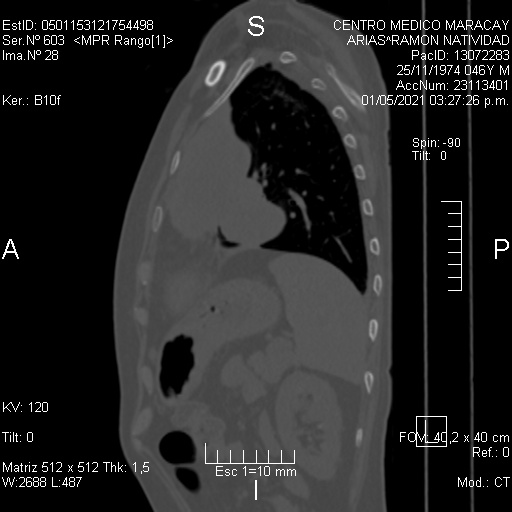 EstID: 0501153121754498
Ser.Nº 603 <MPR Rango[1]>
Ima.Nº 28
Ker.: B10f
S
CENTRO MEDICO MARACAY
ARIAS^RAMON NATIVIDAD
PacID: 13072283
25/11/1974 046Y M
AccNum: 23113401
01/05/2021 03:27:26 p.m.
Spin: -90
Tilt: 0
A
P
KV: 120
Tilt: 0
Matriz 512 x 512 Thk: 1,5
W:2688 L:487
Esc 1=10 mm
I
FOV: 40,2 x 40 cm
Ref.: 0
Mod.: CT